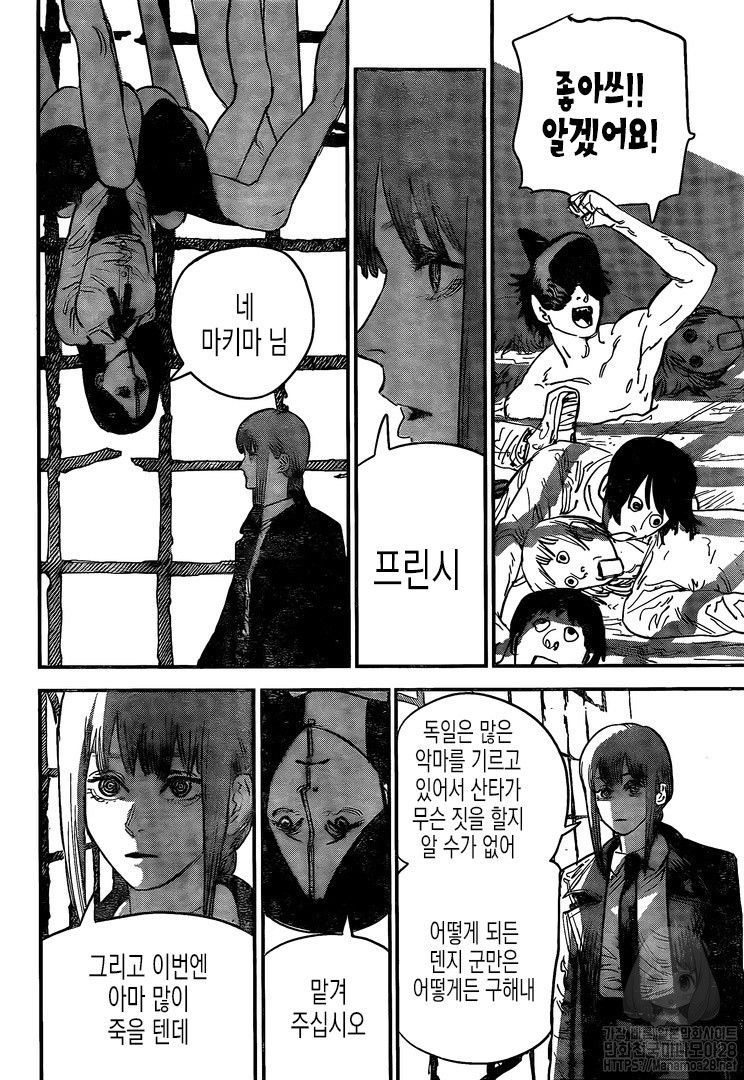 좋아쓰!!
알겠어요!
프린시
네
마키마 님
독일은 많은
악마를 기르고
있어서 산타가
무슨 짓을 할지
알 수가 없어
어떻게 되든
덴지 군만은
어떻게든 구해내
맡겨
주십시오
그리고 이번엔
아마 많이
죽을 텐데